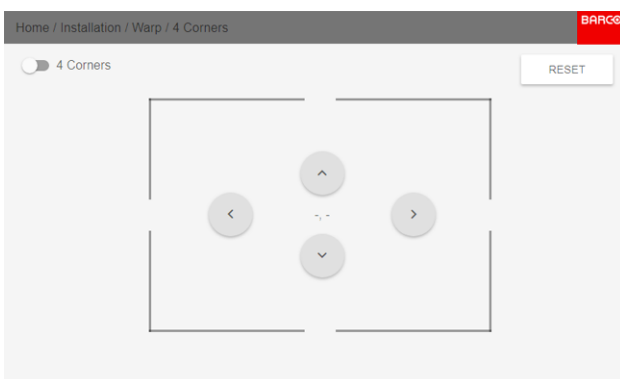 Home / Installation / Warp / 4 Corners
BARCO
4 Corners
RESET
-, -